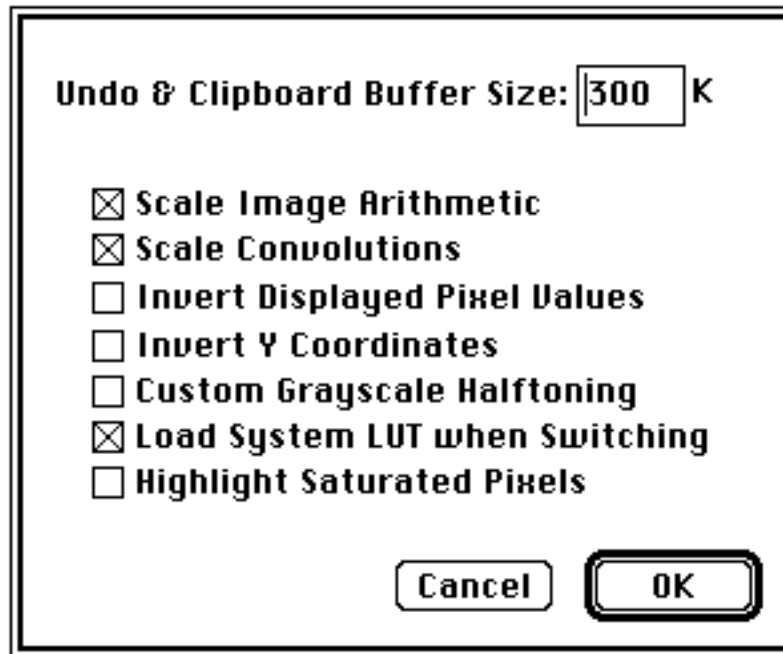 Undo & Clipboard Buffer Size: 300 K
Scale Image Arithmetic
Scale Convolutions
Invert Displayed Pixel Values
Invert Y Coordinates
Custom Grayscale Halftoning
Load System LUT when Switching
Highlight Saturated Pixels
Cancel OK